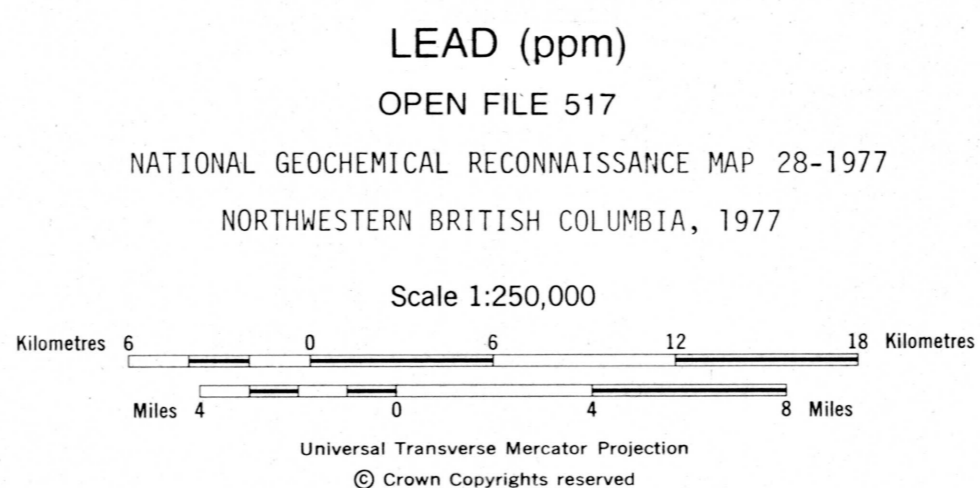 LEAD (ppm)
OPEN FILE 517
NATIONAL GEOCHEMICAL RECONNAISSANCE MAP 28-1977
NORTHWESTERN BRITISH COLUMBIA, 1977
Scale 1:250,000
Kilometres 6 0 6 12 18 Kilometres
Miles 4 0 4 8 Miles
Universal Transverse Mercator Projection
© Crown Copyrights reserved